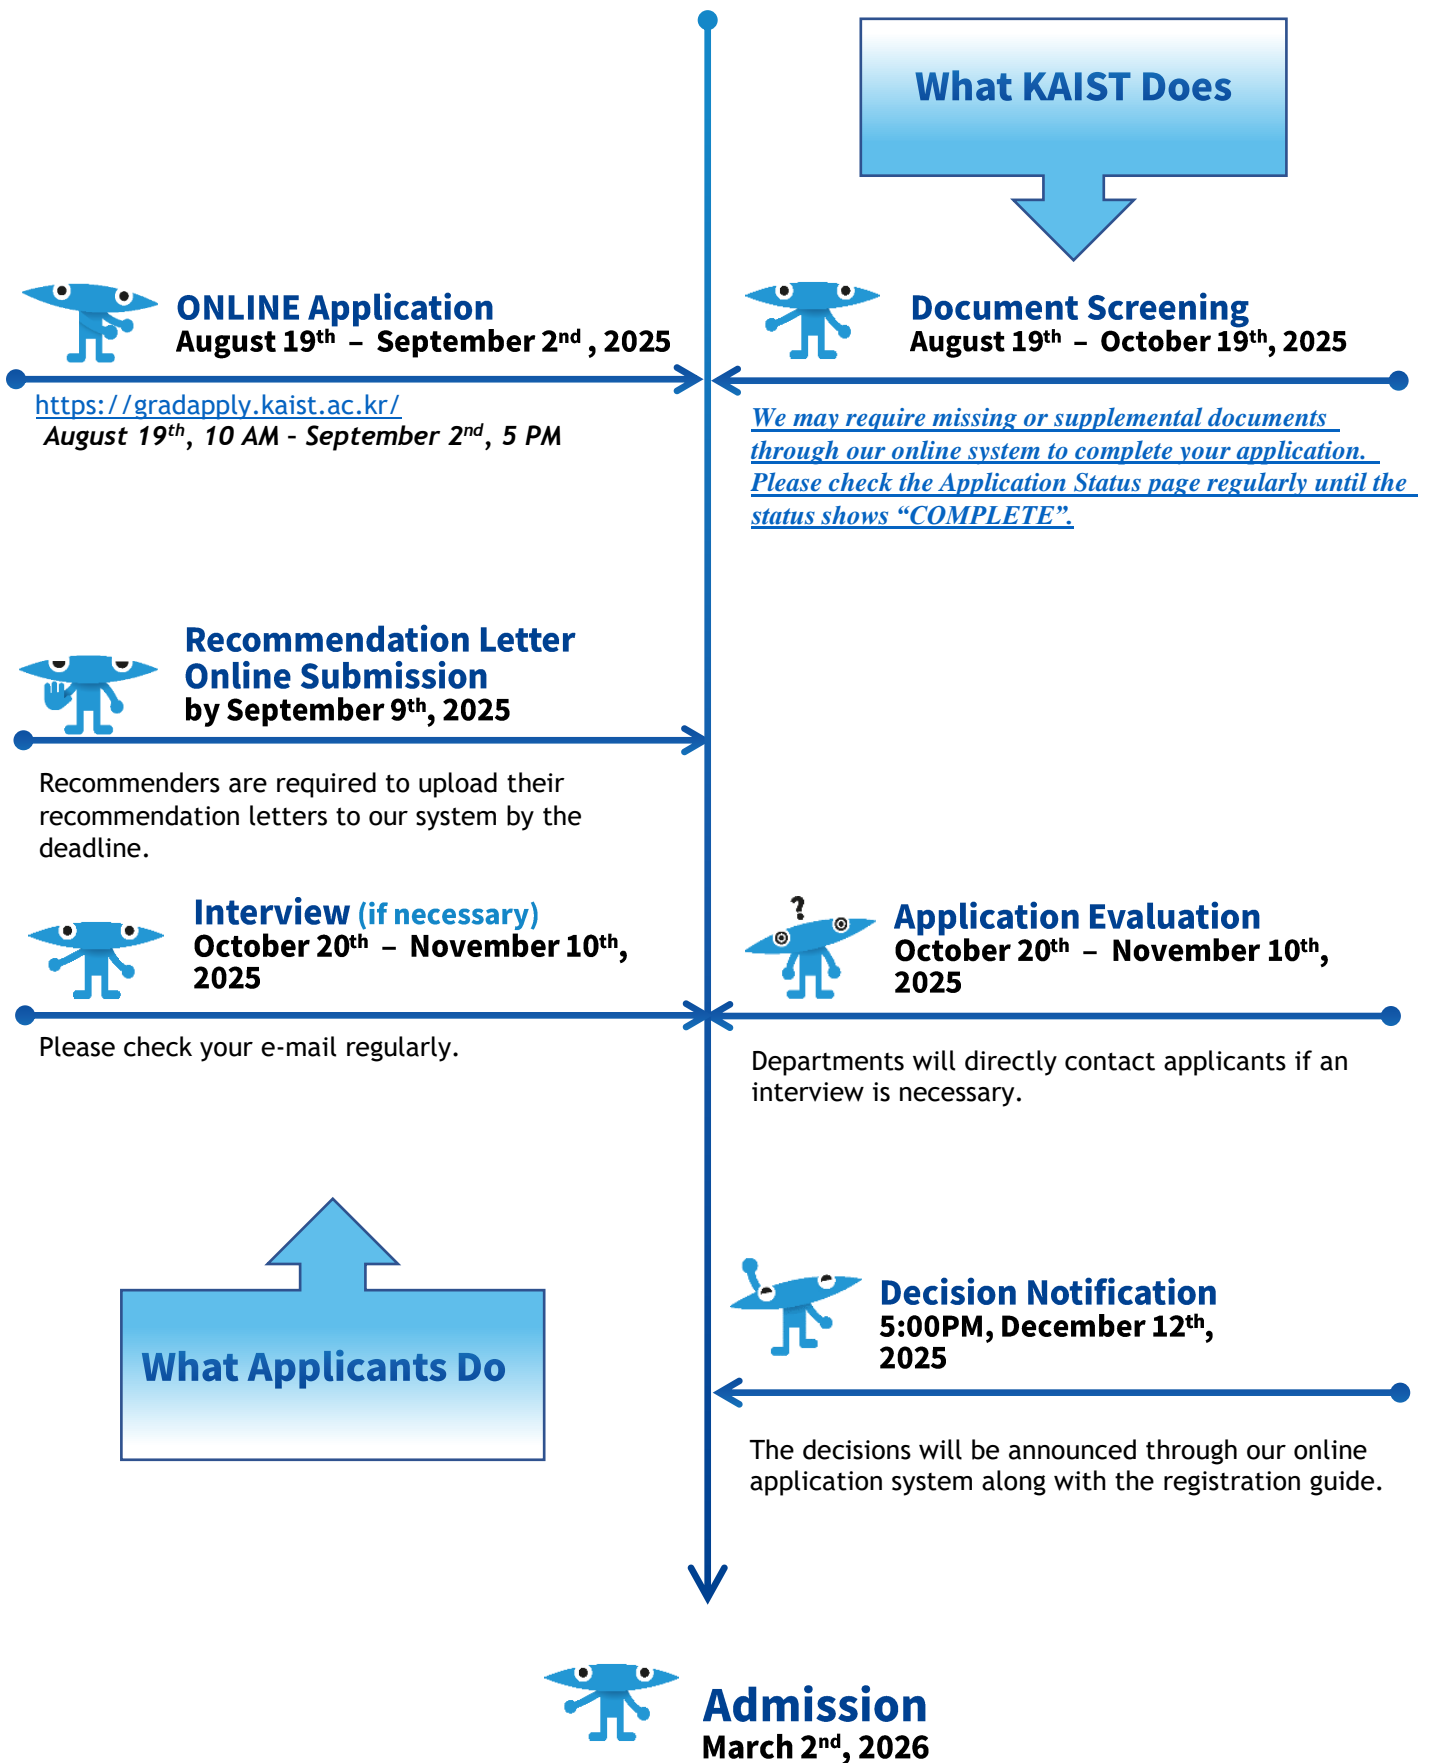 What KAIST Does
ONLINE Application
August 19th – September 2nd , 2025
https://gradapply.kaist.ac.kr/
August 19th, 10 AM – September 2nd, 5 PM
Document Screening
August 19th – October 19th, 2025
We may require missing or supplemental documents
through our online system to complete your application.
Please check the Application Status page regularly until the
status shows “COMPLETE”.
Recommendation Letter
Online Submission
by September 9th, 2025
Recommenders are required to upload their
recommendation letters to our system by the
deadline.
Interview (if necessary)
October 20th – November 10th,
2025
Please check your e-mail regularly.
?
Application Evaluation
October 20th – November 10th,
2025
Departments will directly contact applicants if an
interview is necessary.
What Applicants Do
Decision Notification
5:00PM, December 12th,
2025
The decisions will be announced through our online
application system along with the registration guide.
Admission
March 2nd, 2026